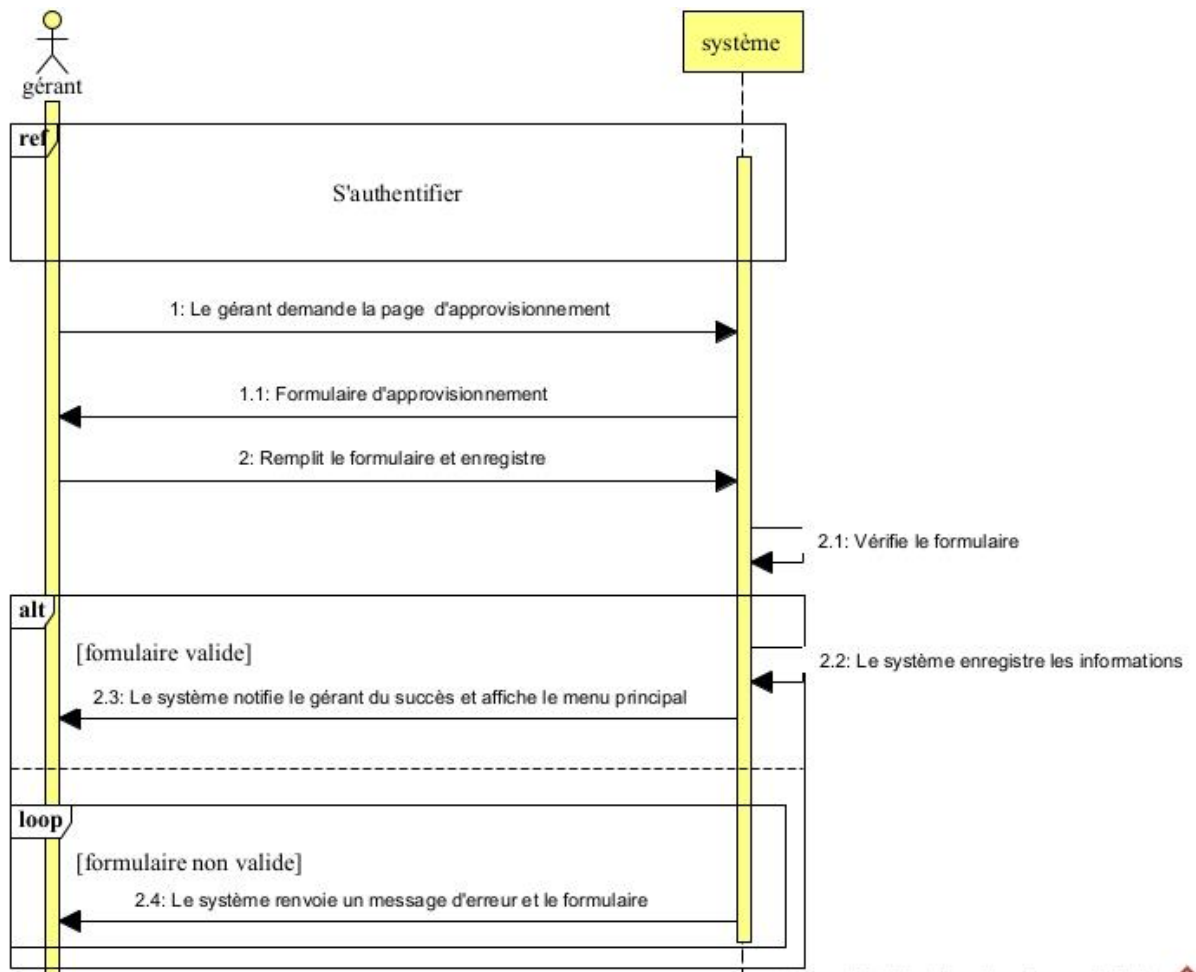 gérant
système
ref
S'authentifier
1: Le gérant demande la page d'approvisionnement
1.1: Formulaire d'approvisionnement
2: Remplit le formulaire et enregistre
2.1: Vérifie le formulaire
alt
[fomulaire valide]
2.2: Le système enregistre les informations
2.3: Le système notifie le gérant du succès et affiche le menu principal
loop
[formulaire non valide]
2.4: Le système renvoie un message d'erreur et le formulaire